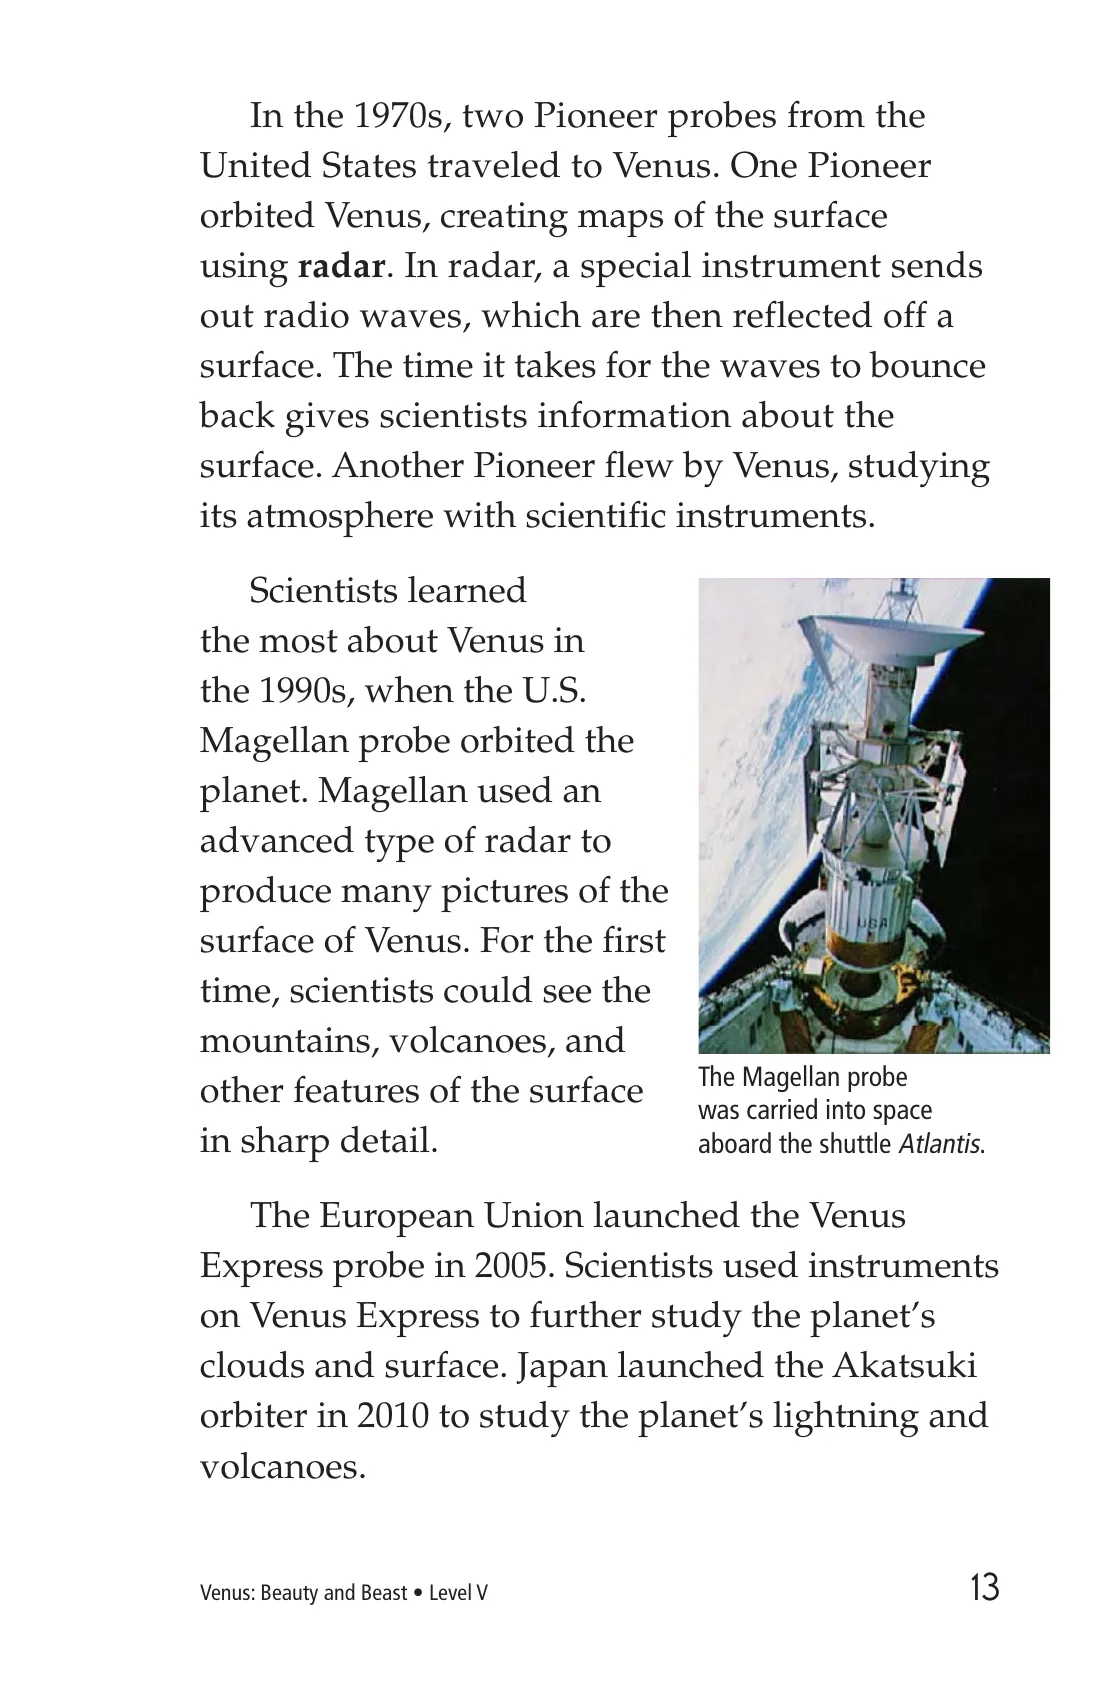 In the 1970s, two Pioneer probes from the
United States traveled to Venus. One Pioneer
orbited Venus, creating maps of the surface
using radar. In radar, a special instrument sends
out radio waves, which are then reflected off a
surface. The time it takes for the waves to bounce
back gives scientists information about the
surface. Another Pioneer flew by Venus, studying
its atmosphere with scientific instruments.
Scientists learned
the most about Venus in
the 1990s, when the U.S.
Magellan probe orbited the
planet. Magellan used an
advanced type of radar to
produce many pictures of the
surface of Venus. For the first
time, scientists could see the
mountains, volcanoes, and
other features of the surface
in sharp detail.
USA
The Magellan probe
was carried into space
aboard the shuttle Atlantis.
The European Union launched the Venus
Express probe in 2005. Scientists used instruments
on Venus Express to further study the planet’s
clouds and surface. Japan launched the Akatsuki
orbiter in 2010 to study the planet’s lightning and
volcanoes.
Venus: Beauty and Beast • Level V
13